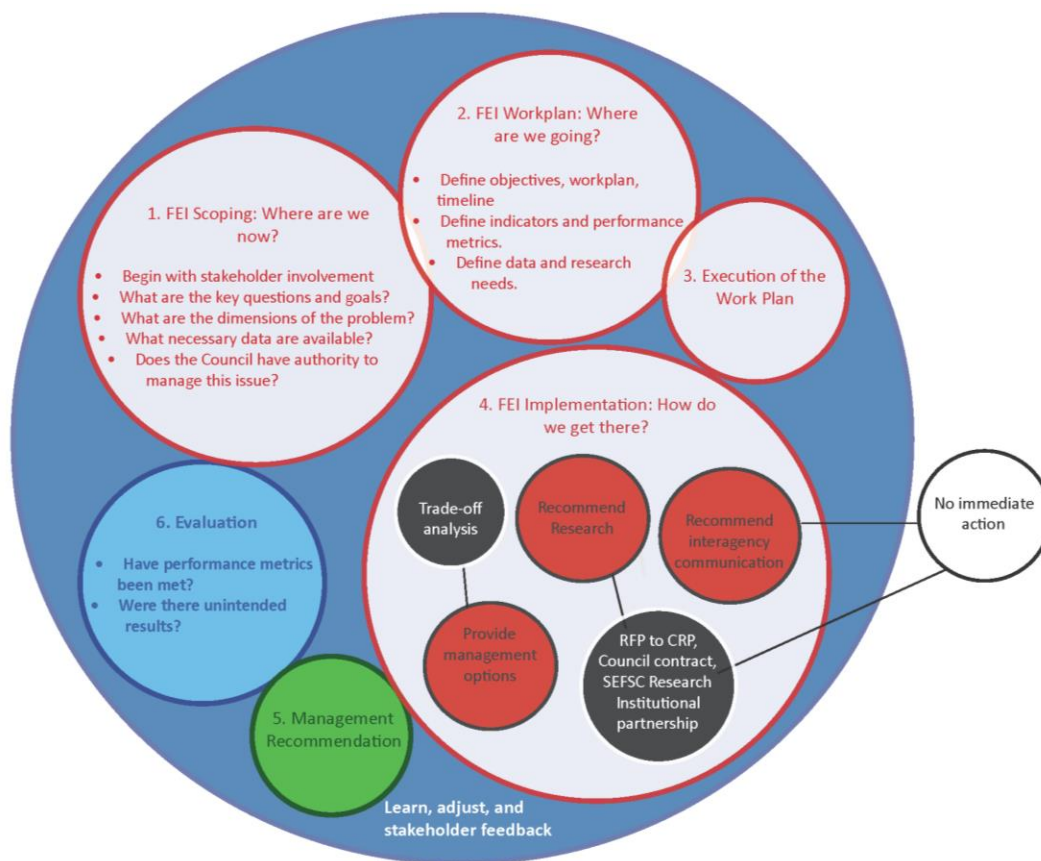 1. FEI Scoping: Where are we
now?
• Begin with stakeholder involvement
• What are the key questions and goals?
• What are the dimensions of the problem?
• What necessary data are available?
• Does the Council have authority to
manage this issue?
2. FEI Workplan: Where
are we going?
• Define objectives, workplan,
timeline
• Define indicators and performance
metrics.
• Define data and research
needs.
3. Execution of the
Work Plan
4. FEI Implementation: How do
we get there?
Trade-off
analysis
Recommend
Research
Recommend
interagency
communication
Provide
management
options
RFP to CRP,
Council contract,
SEFSC Research
Institutional
partnership
No immediate
action
5. Management
Recommendation
6. Evaluation
• Have performance metrics
been met?
• Were there unintended
results?
Learn, adjust, and
stakeholder feedback